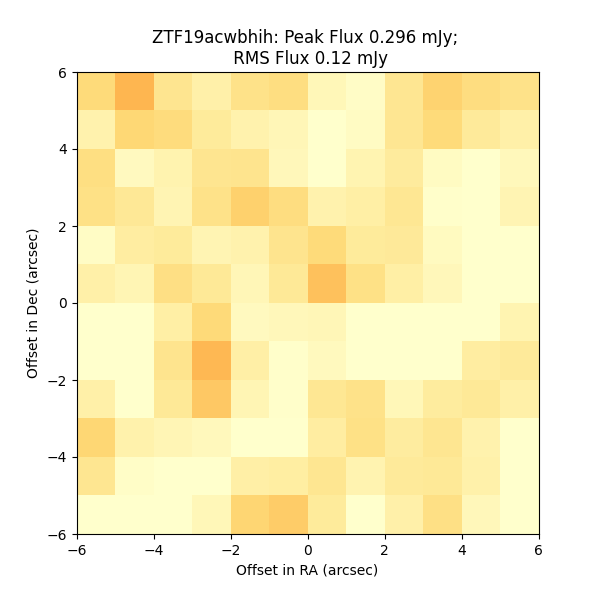 ZTF19acwbhih: Peak Flux 0.296 mJy;
RMS Flux 0.12 mJy
6
4
2
0
−2
−4
−6
Offset in Dec (arcsec)
−6 −4 −2 0 2 4 6
Offset in RA (arcsec)